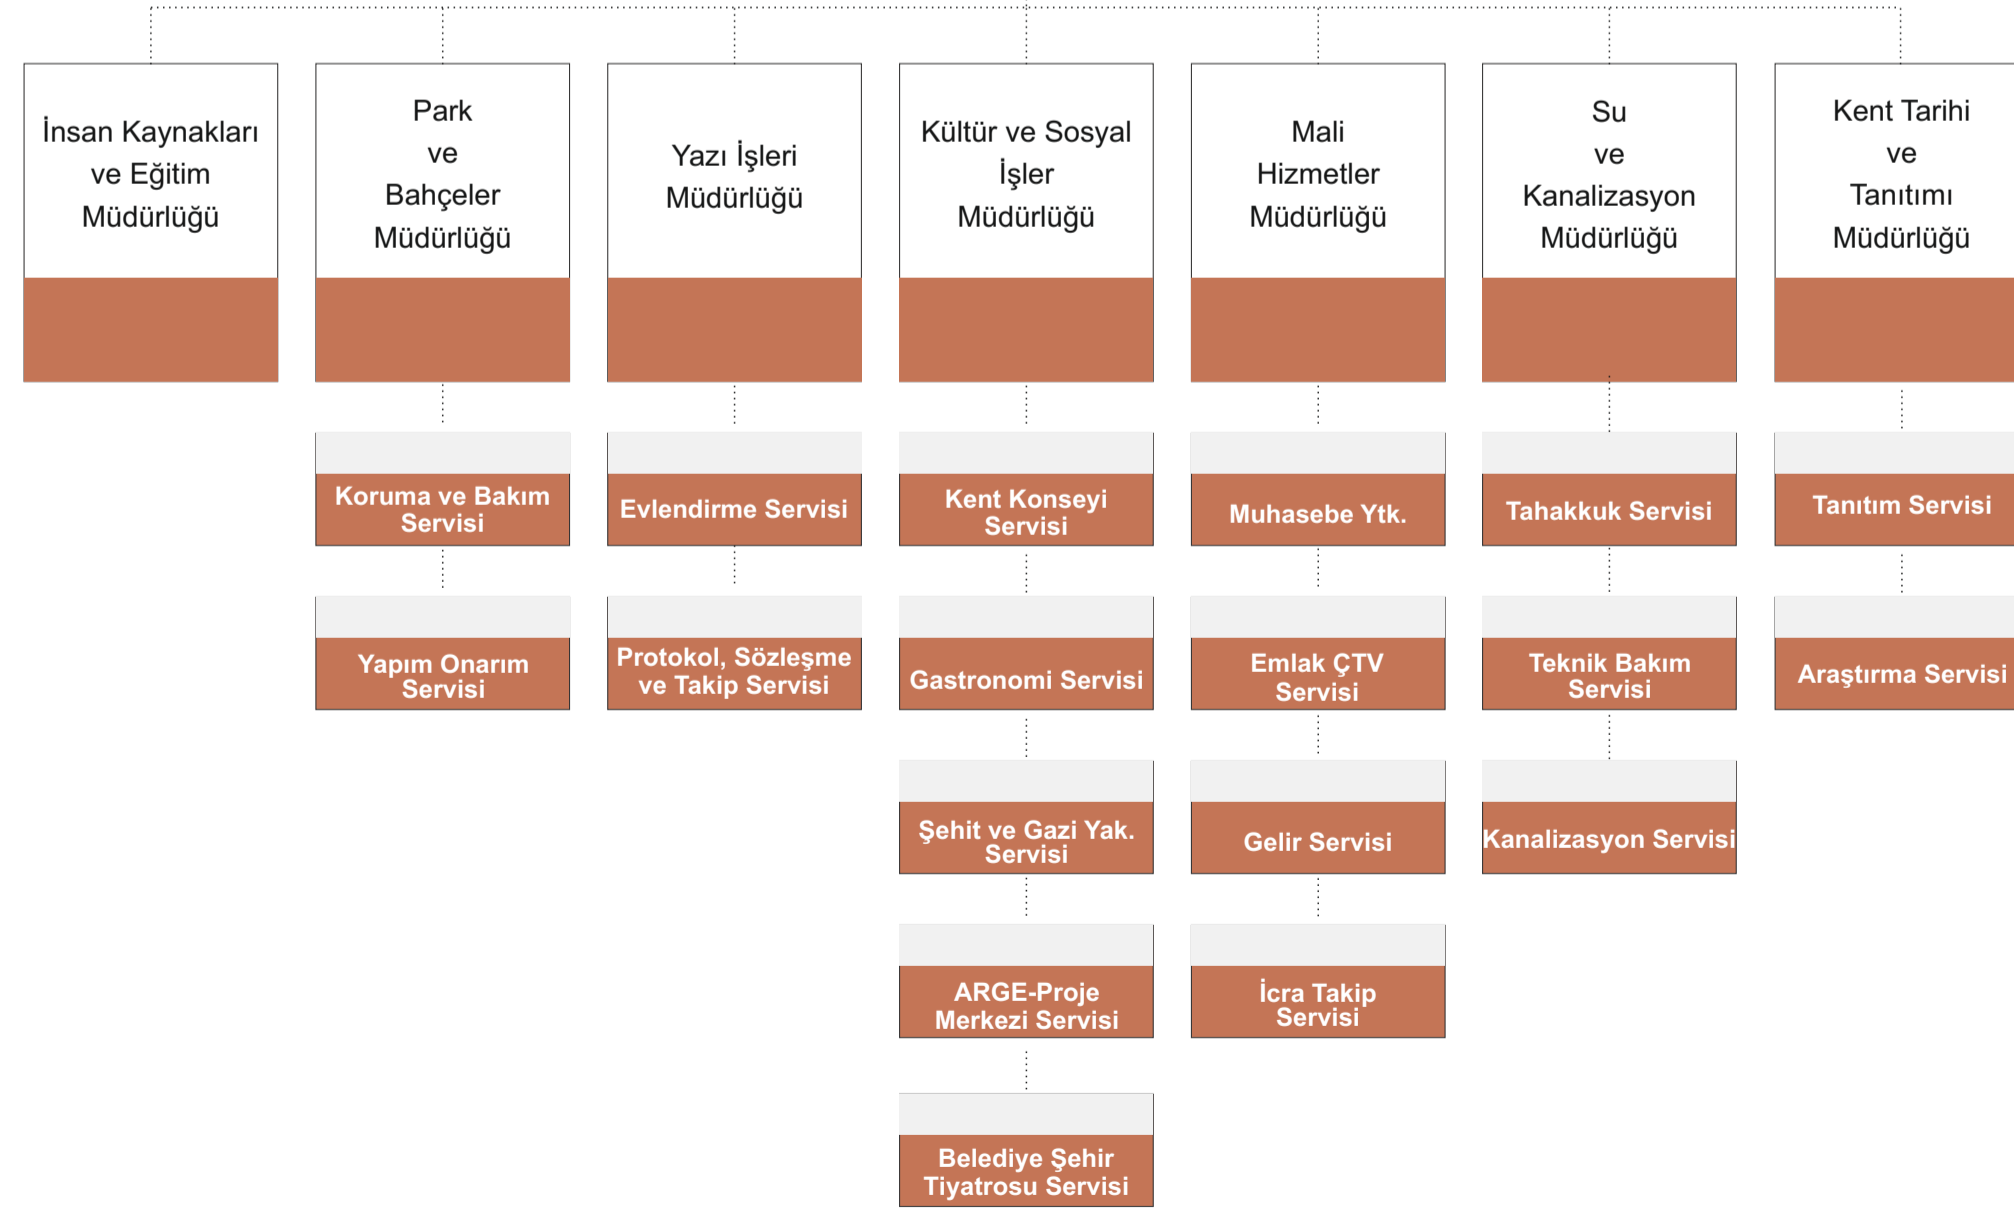 İnsan Kaynakları
ve Eğitim
Müdürlüğü
Park
ve
Bahçeler
Müdürlüğü
Yazı İşleri
Müdürlüğü
Kültür ve Sosyal
İşler
Müdürlüğü
Mali
Hizmetler
Müdürlüğü
Su
ve
Kanalizasyon
Müdürlüğü
Kent Tarihi
ve
Tanıtımı
Müdürlüğü
Koruma ve Bakım
Servisi
Evlendirme Servisi
Kent Konseyi
Servisi
Muhasebe Ytk.
Tahakkuk Servisi
Tanıtım Servisi
Yapım Onarım
Servisi
Protokol, Sözleşme
ve Takip Servisi
Gastronomi Servisi
Emlak ÇTV
Servisi
Teknik Bakım
Servisi
Araştırma Servisi
Şehit ve Gazi Yak.
Servisi
Gelir Servisi
Kanalizasyon Servisi
ARGE-Proje
Merkezi Servisi
İcra Takip
Servisi
Belediye Şehir
Tiyatrosu Servisi